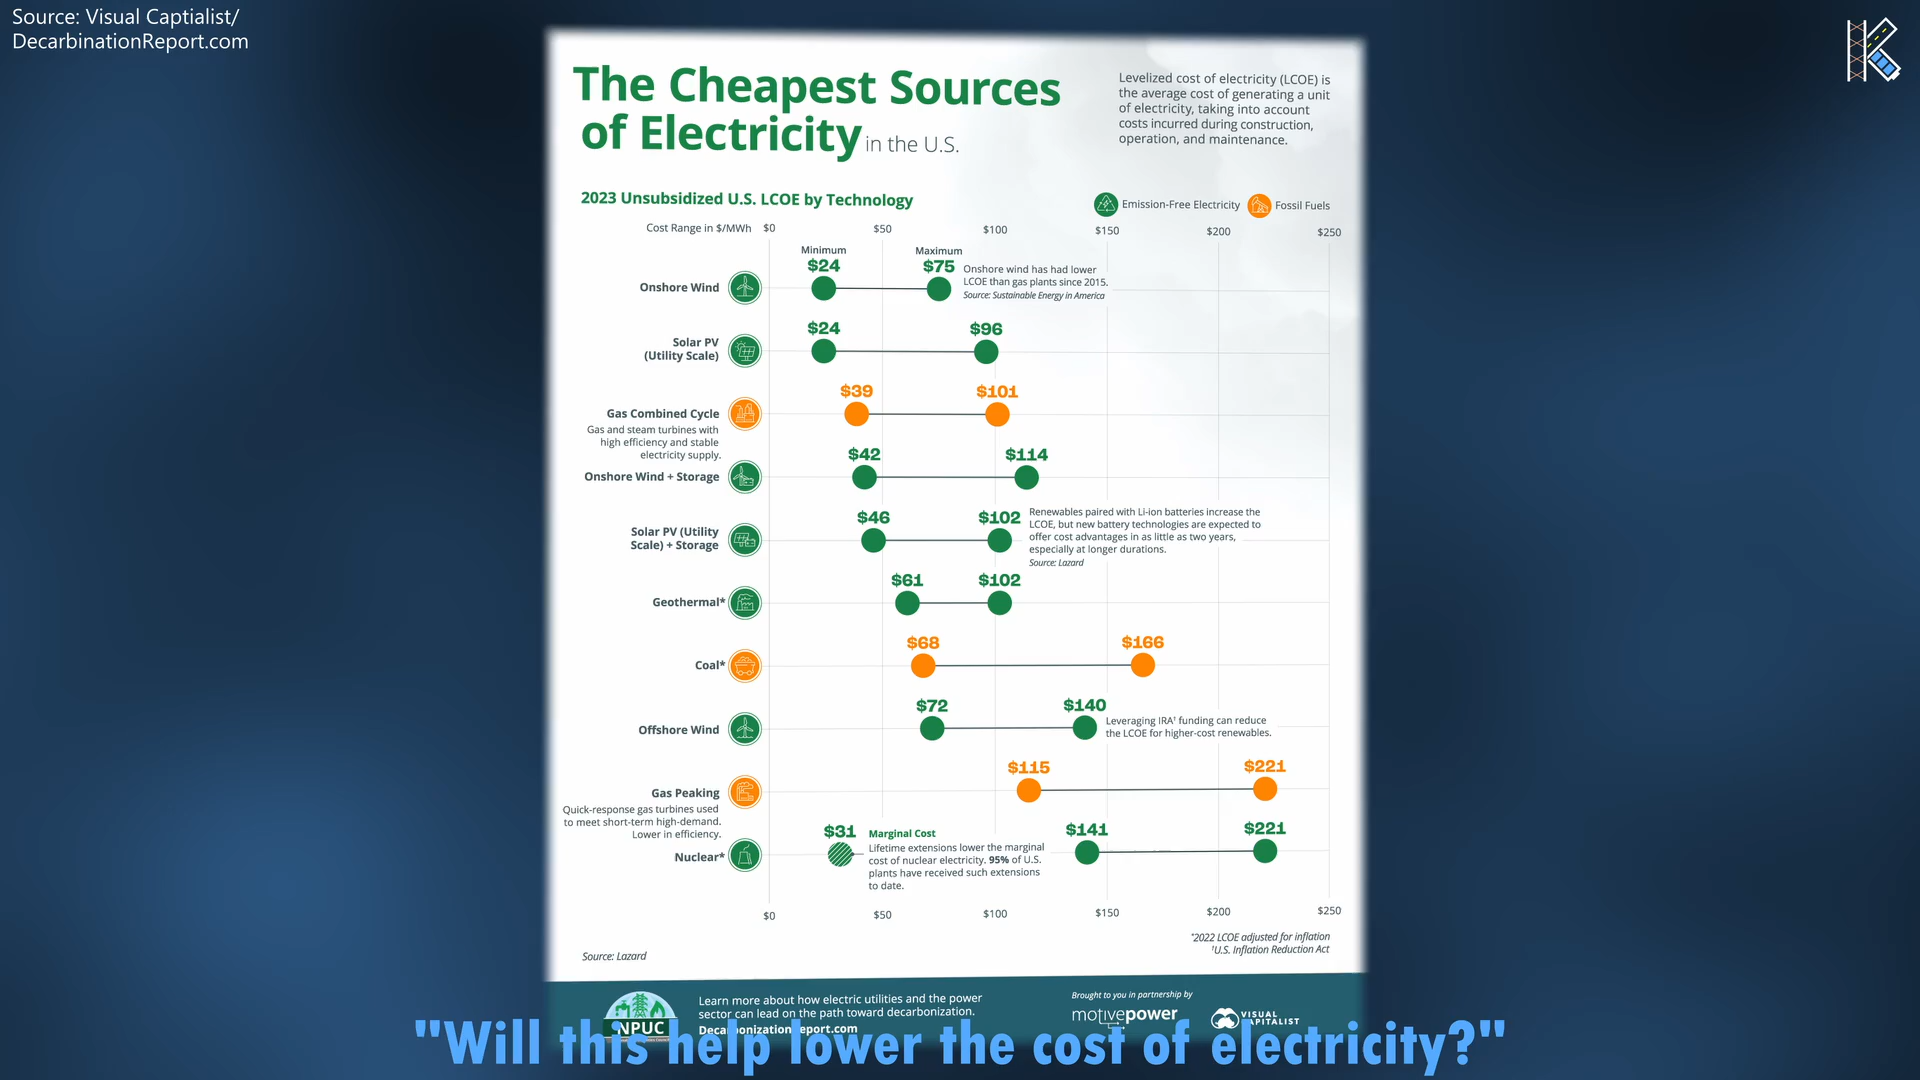 Source: Visual Captialist/
DecarbinationReport.com
The Cheapest Sources
of Electricity in the U.S.
Levelized cost of electricity (LCOE) is
the average cost of generating a unit
of electricity, taking into account
costs incurred during construction,
operation, and maintenance.
2023 Unsubsidized U.S. LCOE by Technology
Emission-Free Electricity
Fossil Fuels
Cost Range in $/MWh
$0 $50 $100 $150 $200 $250
Minimum
Maximum
Onshore Wind
$24
$75
Onshore wind has had lower
LCOE than gas plants since 2015.
Source: Sustainable Energy in America
Solar PV
(Utility Scale)
$24
$96
Gas Combined Cycle
Gas and steam turbines with
high efficiency and stable
electricity supply.
$39
$101
Onshore Wind + Storage
$42
$114
Solar PV (Utility
Scale) + Storage
$46
$102
Renewables paired with Li-ion batteries increase the
LCOE, but new battery technologies are expected to
offer cost advantages in as little as two years,
especially at longer durations.
Source: Lazard
Geothermal*
$61
$102
Coal*
$68
$166
Offshore Wind
$72
$140
Leveraging IRA† funding can reduce
the LCOE for higher-cost renewables.
Gas Peaking
Quick-response gas turbines used
to meet short-term high-demand.
Lower in efficiency.
$115
$221
Nuclear*
$31
Marginal Cost
Lifetime extensions lower the marginal
cost of nuclear electricity. 95% of U.S.
plants have received such extensions
to date.
$141
$221
$0 $50 $100 $150 $200 $250
*2022 LCOE adjusted for inflation
†U.S. Inflation Reduction Act
Source: Lazard
NPUC
Learn more about how electric utilities and the power
sector can lead on the path toward decarbonization.
DecarbonizationReport.com
Brought to you in partnership by
motivepower
VISUAL
CAPITALIST
"Will this help lower the cost of electricity?"